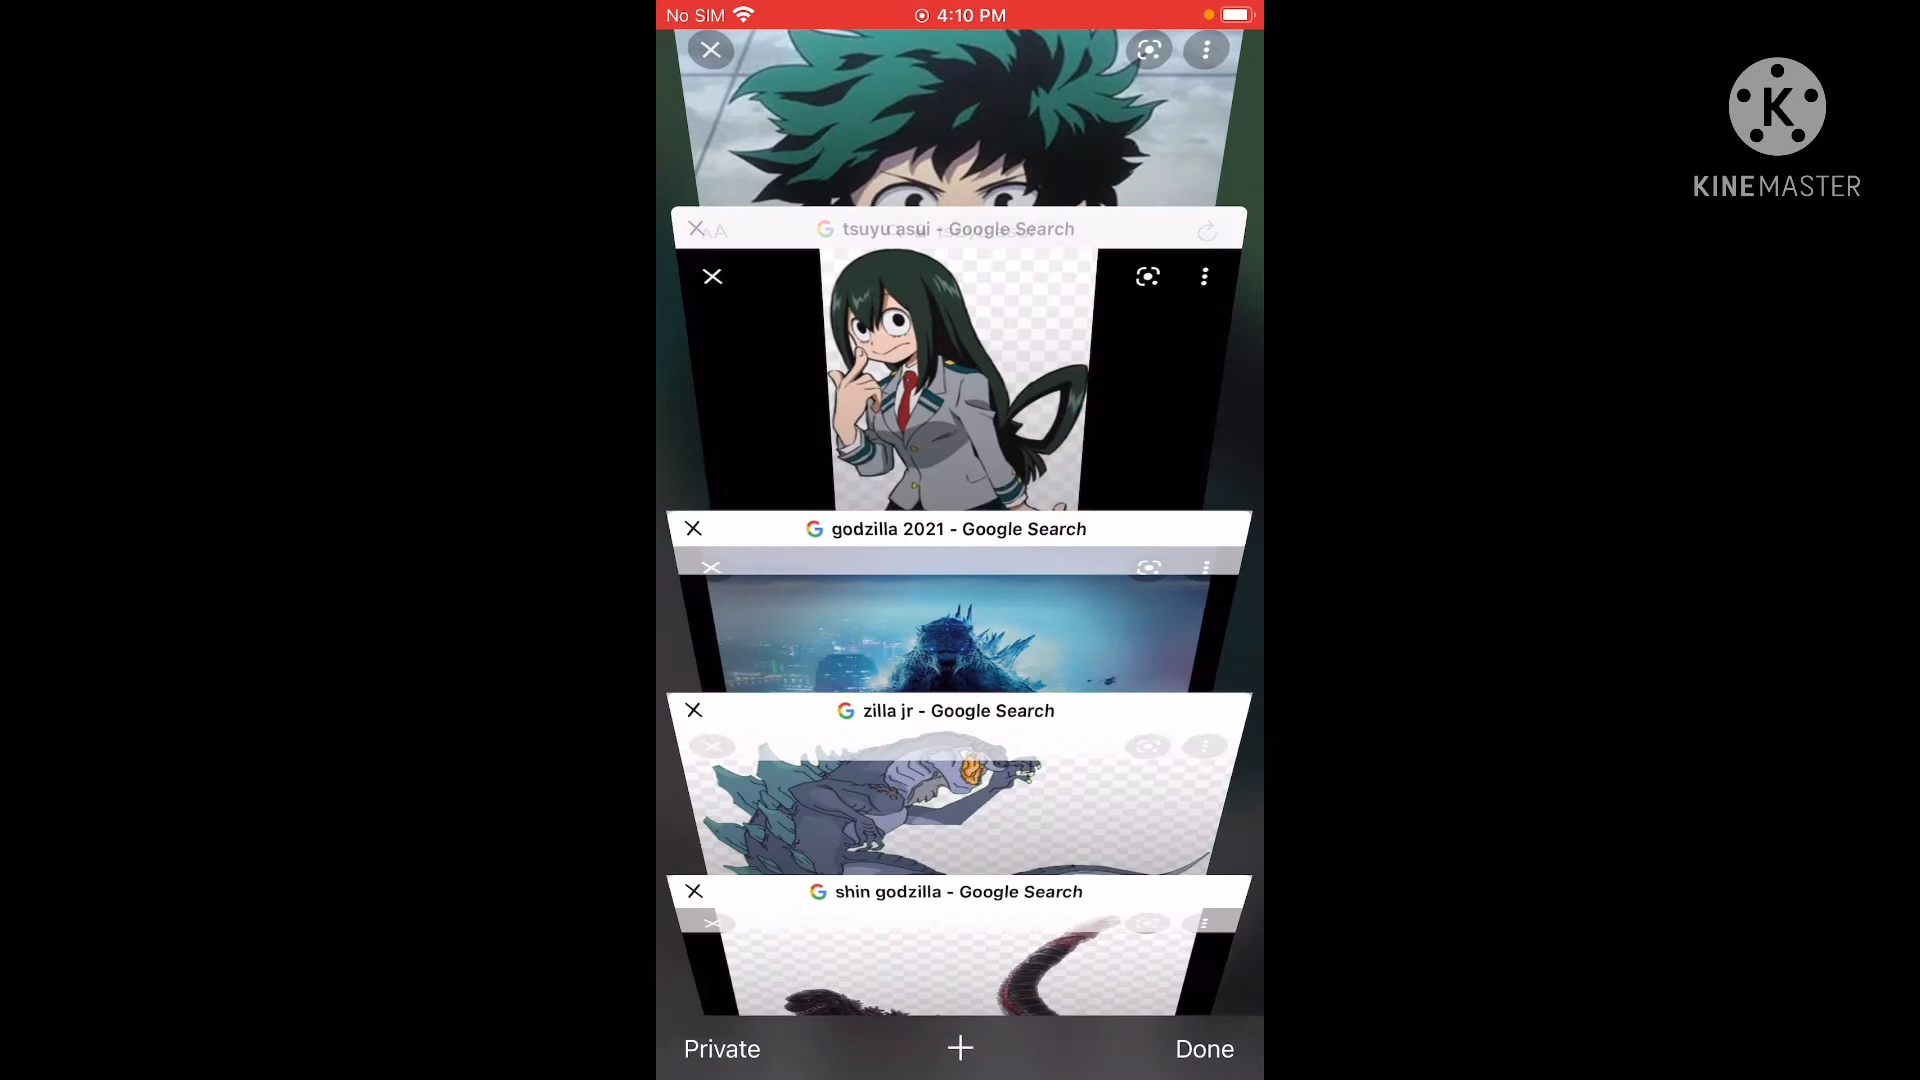 No SIM 4:10 PM
K
KINEMASTER
AA tsuyu asui - Google Search
godzilla 2021 - Google Search
zilla jr - Google Search
shin godzilla - Google Search
Private + Done